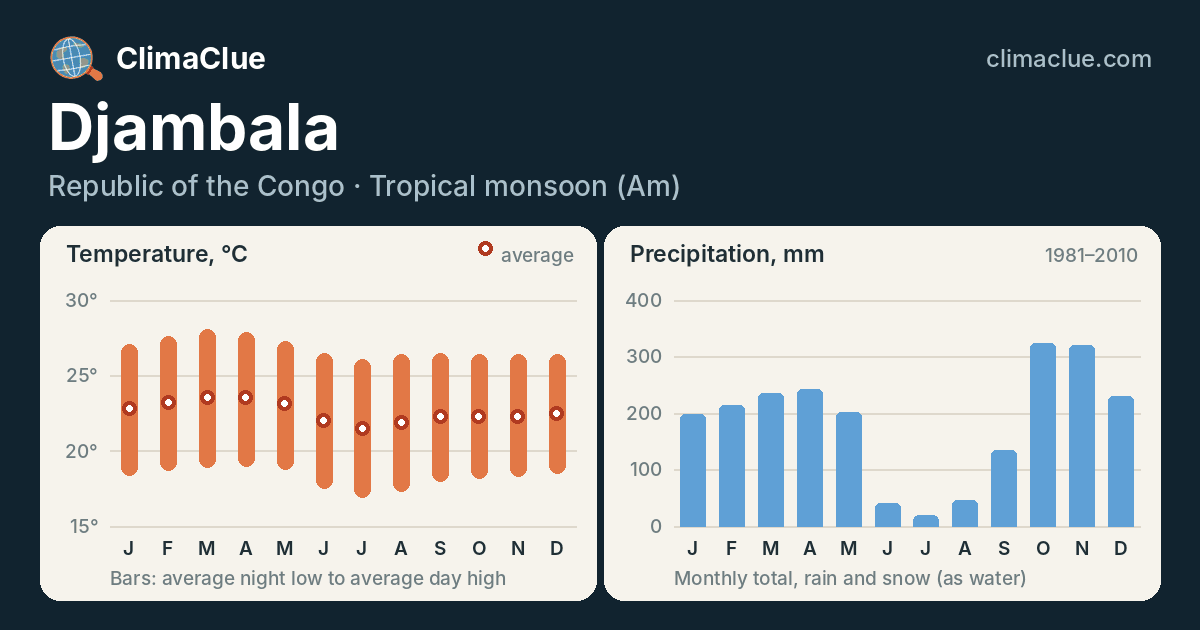 ClimaClue
climaclue.com
Djambala
Republic of the Congo · Tropical monsoon (Am)
Temperature, °C
average
30°
25°
20°
15°
J F M A M J J A S O N D
Bars: average night low to average day high
Precipitation, mm
1981–2010
400
300
200
100
0
J F M A M J J A S O N D
Monthly total, rain and snow (as water)